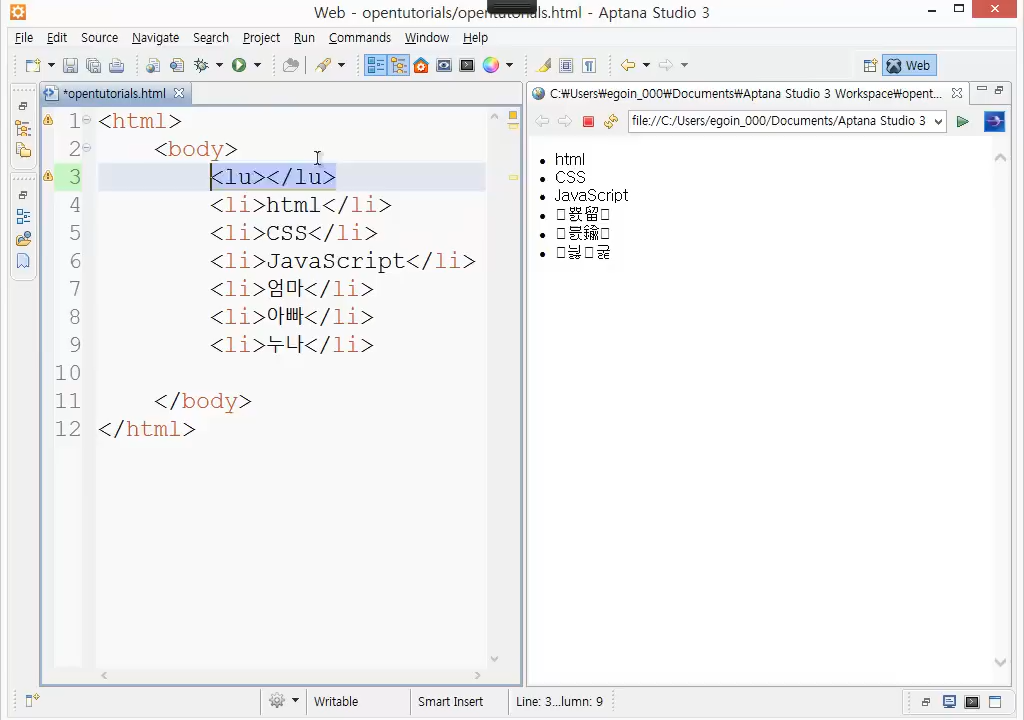 Web - opentutorials/opentutorials.html - Aptana Studio 3
File Edit Source Navigate Search Project Run Commands Window Help
Web
*opentutorials.html
C:₩Users₩egoin_000₩Documents₩Aptana Studio 3 Workspace₩opent...
file:///C:/Users/egoin_000/Documents/Aptana Studio 3
1 <html>
2 <body>
3 <lu></lu>
4 <li>html</li>
5 <li>CSS</li>
6 <li>JavaScript</li>
7 <li>엄마</li>
8 <li>아빠</li>
9 <li>누나</li>
10
11 </body>
12 </html>
• html
• CSS
• JavaScript
Writable Smart Insert Line: 3...lumn: 9